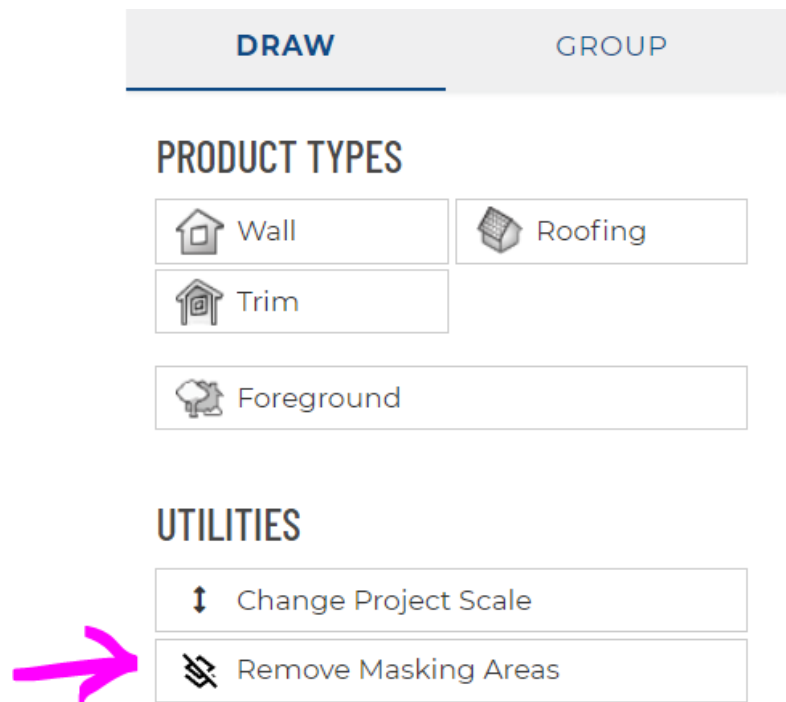 DRAW GROUP
PRODUCT TYPES
Wall Roofing
Trim
Foreground
UTILITIES
Change Project Scale
Remove Masking Areas